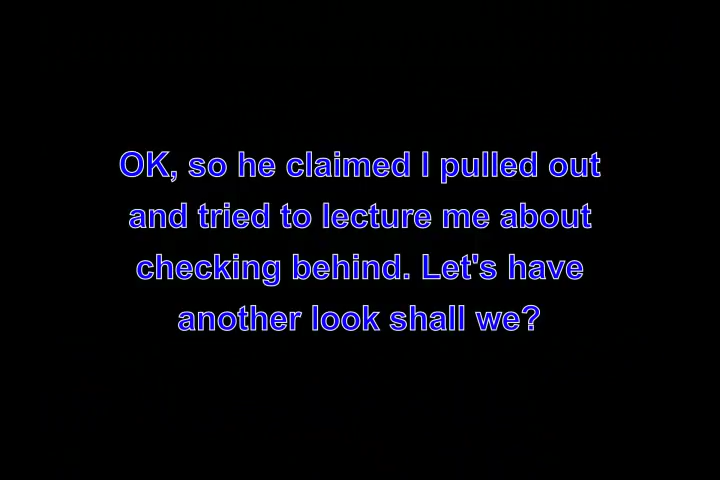 OK, so he claimed I pulled out
and tried to lecture me about
checking behind. Let's have
another look shall we?